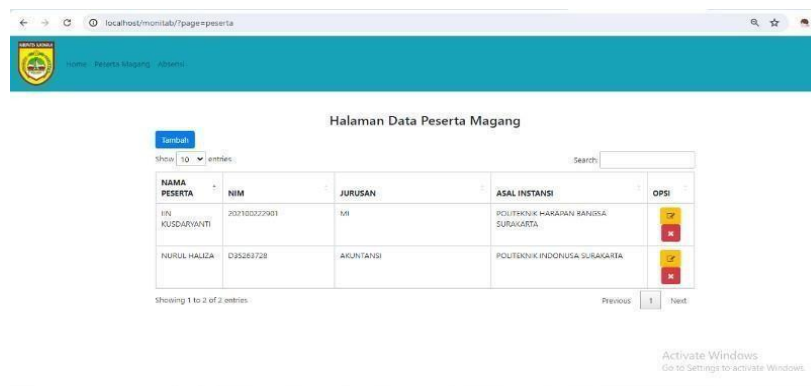 localhost/monitab/?page=peserta
Home Peserta Magang Absensi
Halaman Data Peserta Magang
Tambah
Show 10 entries
Search:
NAMA PESERTA NIM JURUSAN ASAL INSTANSI OPSI
IIN KUSDARYANTI 202100222901 MI POLITEKNIK HARAPAN BANGSA SURAKARTA
NURUL HALIZA D35263728 AKUNTANSI POLITEKNIK INDONUSA SURAKARTA
Showing 1 to 2 of 2 entries
Previous 1 Next
Activate Windows
Go to Settings to activate Windows.